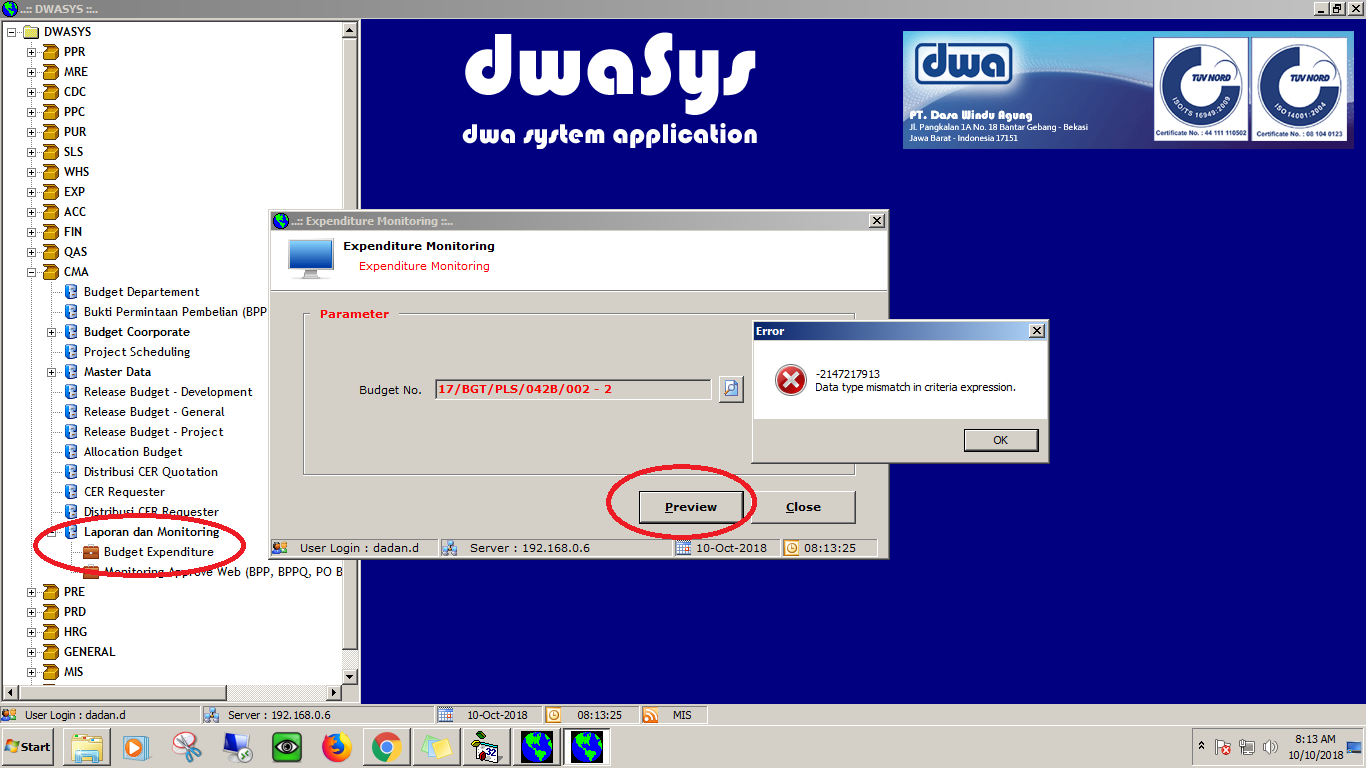 ..:: DWASYS ::..
DWASYS
PPR
MRE
CDC
PPC
PUR
SLS
WHS
EXP
ACC
FIN
QAS
CMA
Budget Departement
Bukti Permintaan Pembelian (BPP
Budget Coorporate
Project Scheduling
Master Data
Release Budget - Development
Release Budget - General
Release Budget - Project
Allocation Budget
Distribusi CER Quotation
CER Requester
Distribusi CER Requester
Laporan dan Monitoring
Budget Expenditure
Monitoring Approve Web (BPP, BPPQ, PO B
PRE
PRD
HRG
GENERAL
MIS
dwaSys
dwa system application
dwa
PT. Dasa Windu Agung
Jl. Pangkalan 1A No. 18 Bantar Gebang - Bekasi
Jawa Barat - Indonesia 17151
TUV NORD
ISO/TS 16949:2009
Certificate No. : 44 111 110502
TUV NORD
ISO 14001:2004
Certificate No. : 08 104 0123
..:: Expenditure Monitoring ::..
Expenditure Monitoring
Expenditure Monitoring
Parameter
Budget No.
17/BGT/PLS/042B/002 - 2
Preview
Close
User Login : dadan.d
Server : 192.168.0.6
10-Oct-2018
08:13:25
Error
-2147217913
Data type mismatch in criteria expression.
OK
User Login : dadan.d
Server : 192.168.0.6
10-Oct-2018
08:13:25
MIS
Start
32
8:13 AM
10/10/2018